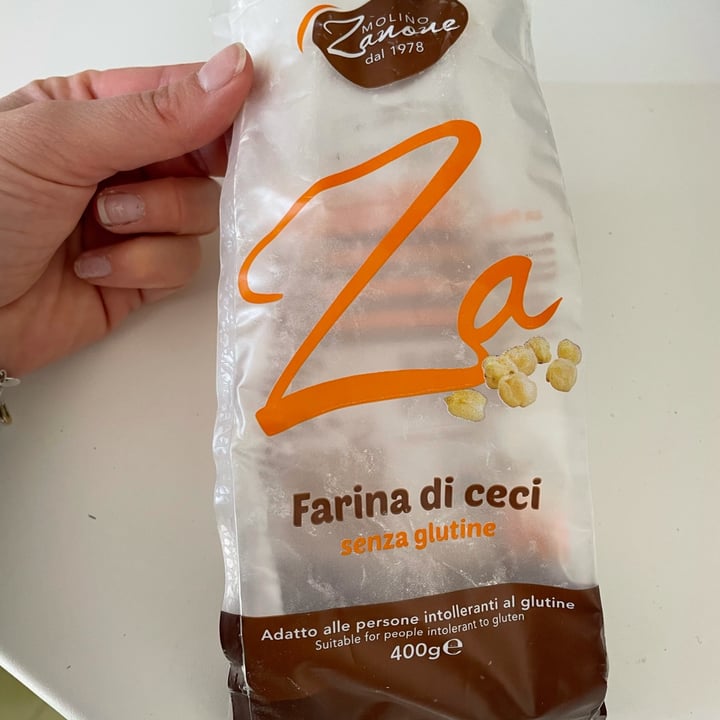 MOLINO
Zanone
dal 1978
Za
Farina di ceci
senza glutine
Adatto alle persone intolleranti al glutine
Suitable for people intolerant to gluten
400g℮